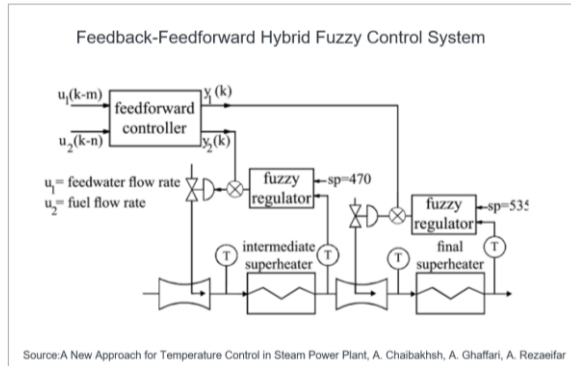 Feedback-Feedforward Hybrid Fuzzy Control System
u₁(k-m)
y₁(k)
feedforward
controller
u₂(k-n)
y₂(k)
u₁= feedwater flow rate
u₂= fuel flow rate
fuzzy
regulator
sp=470
fuzzy
regulator
sp=535
T
intermediate
superheater
T
T
final
superheater
T
Source:A New Approach for Temperature Control in Steam Power Plant, A. Chaibakhsh, A. Ghaffari, A. Rezaeifar